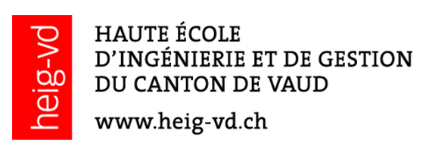 heig-vd
HAUTE ÉCOLE
D'INGÉNIERIE ET DE GESTION
DU CANTON DE VAUD
www.heig-vd.ch